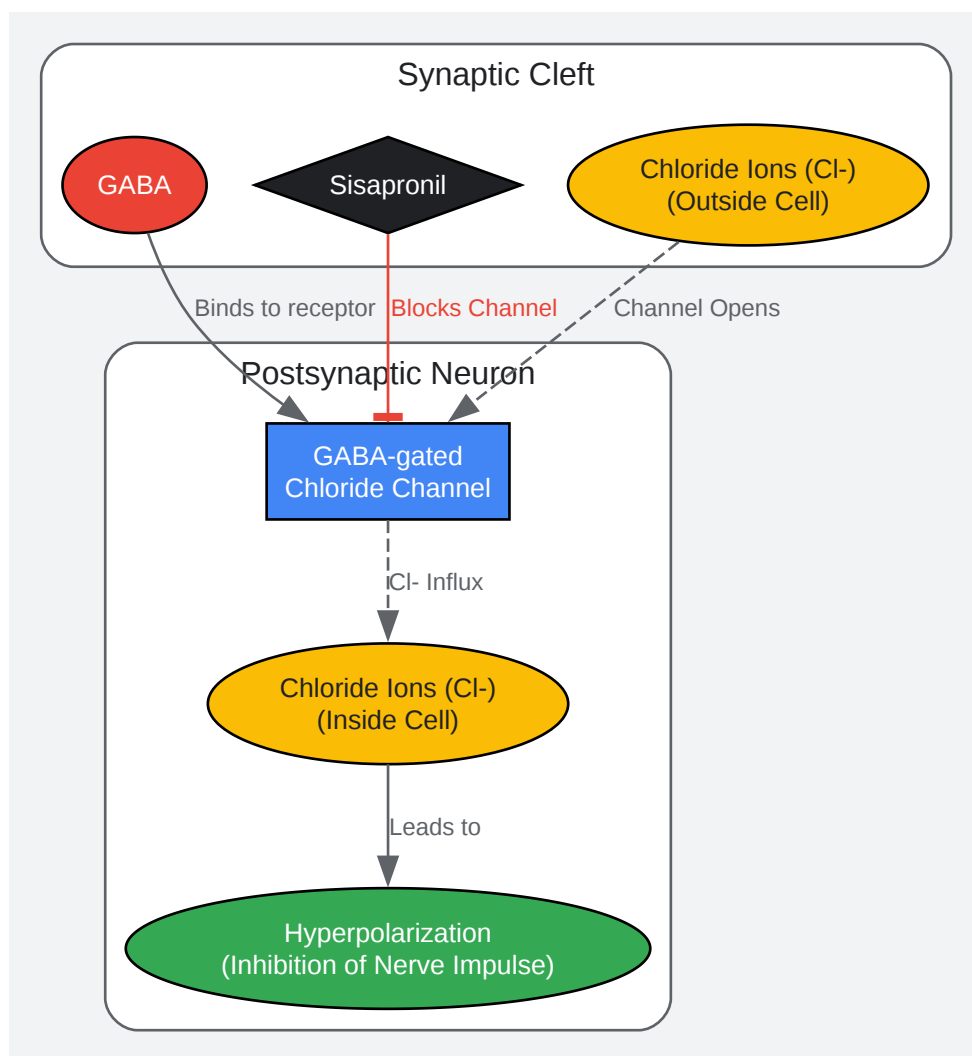 Synaptic Cleft
GABA
Sisapronil
Chloride Ions (Cl-)
(Outside Cell)
Binds to receptor
Blocks Channel
Channel Opens
Postsynaptic Neuron
GABA-gated
Chloride Channel
Cl- Influx
Chloride Ions (Cl-)
(Inside Cell)
Leads to
Hyperpolarization
(Inhibition of Nerve Impulse)